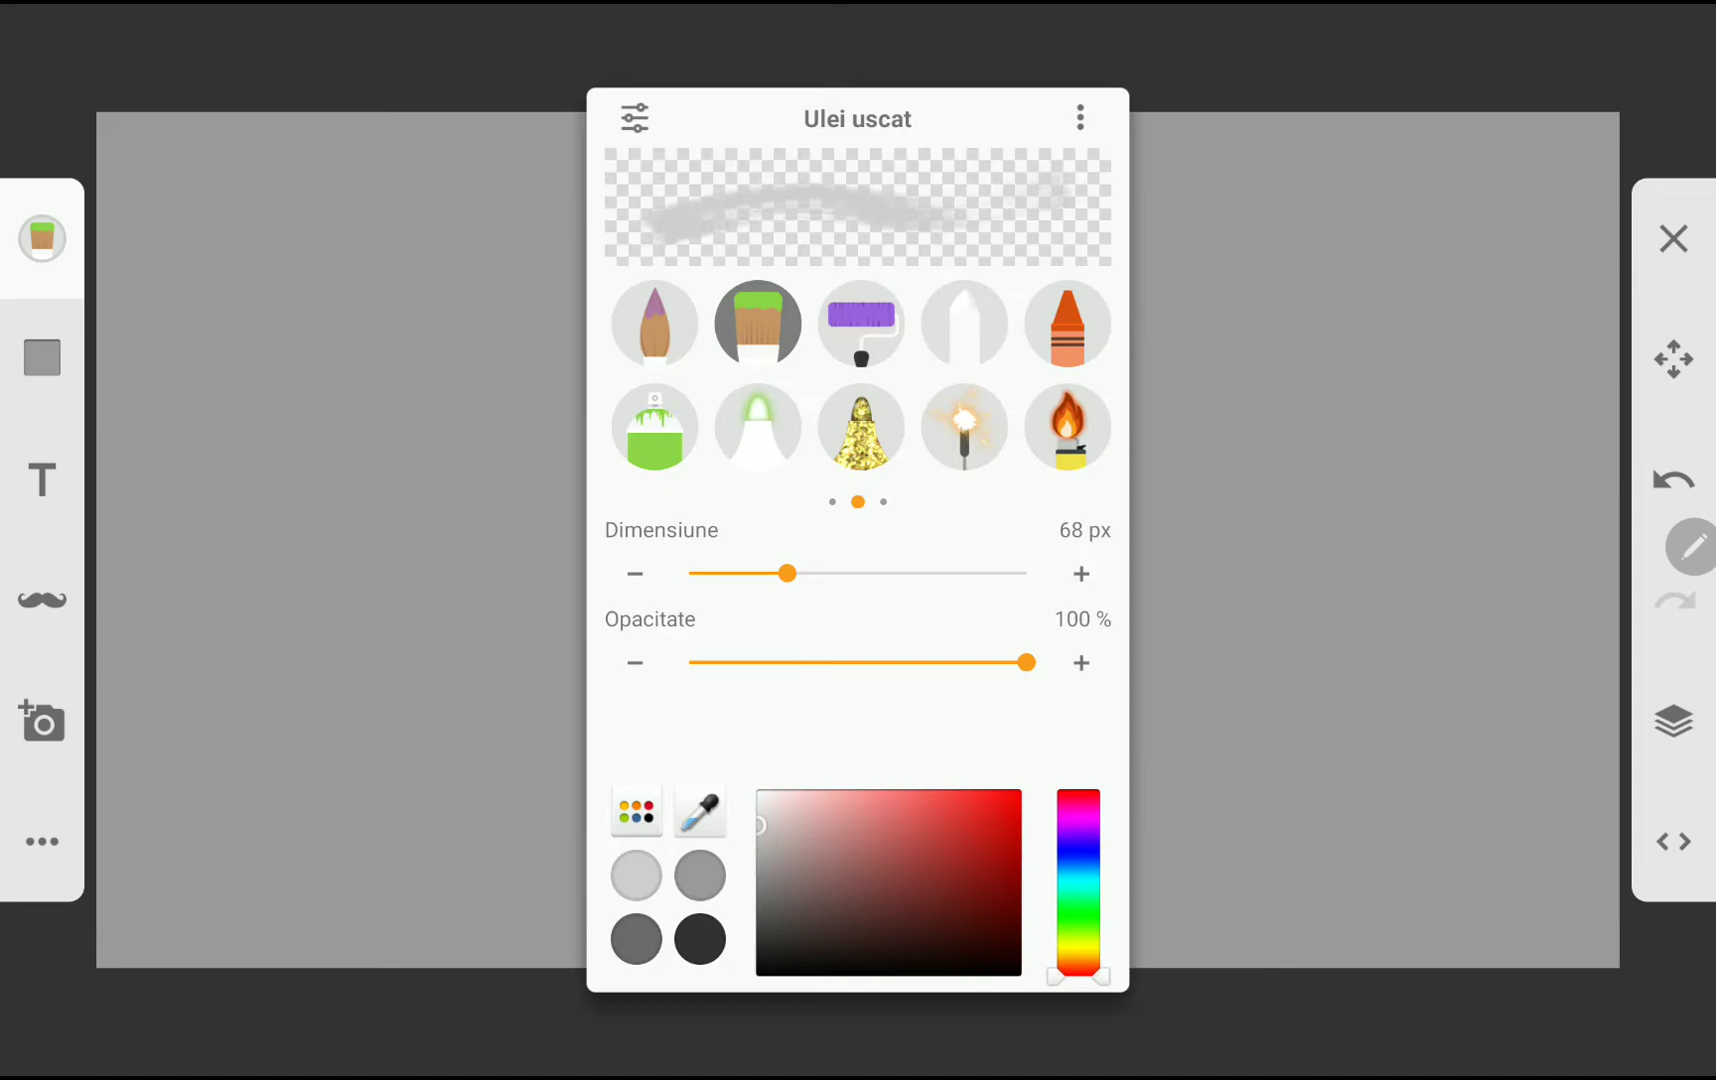 Ulei uscat
T
Dimensiune 68 px
Opacitate 100 %